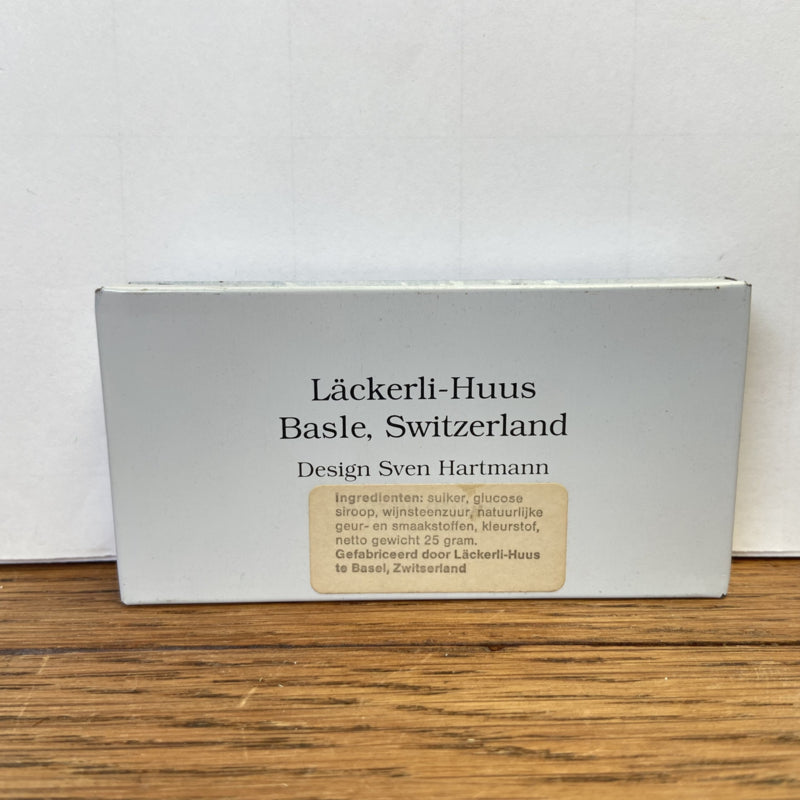 Läckerli-Huus
Basle, Switzerland
Design Sven Hartmann
Ingredienten: suiker, glucose
siroop, wijnsteenzuur, natuurlijke
geur- en smaakstoffen, kleurstof,
netto gewicht 25 gram.
Gefabriceerd door Läckerli-Huus
te Basel, Zwitserland